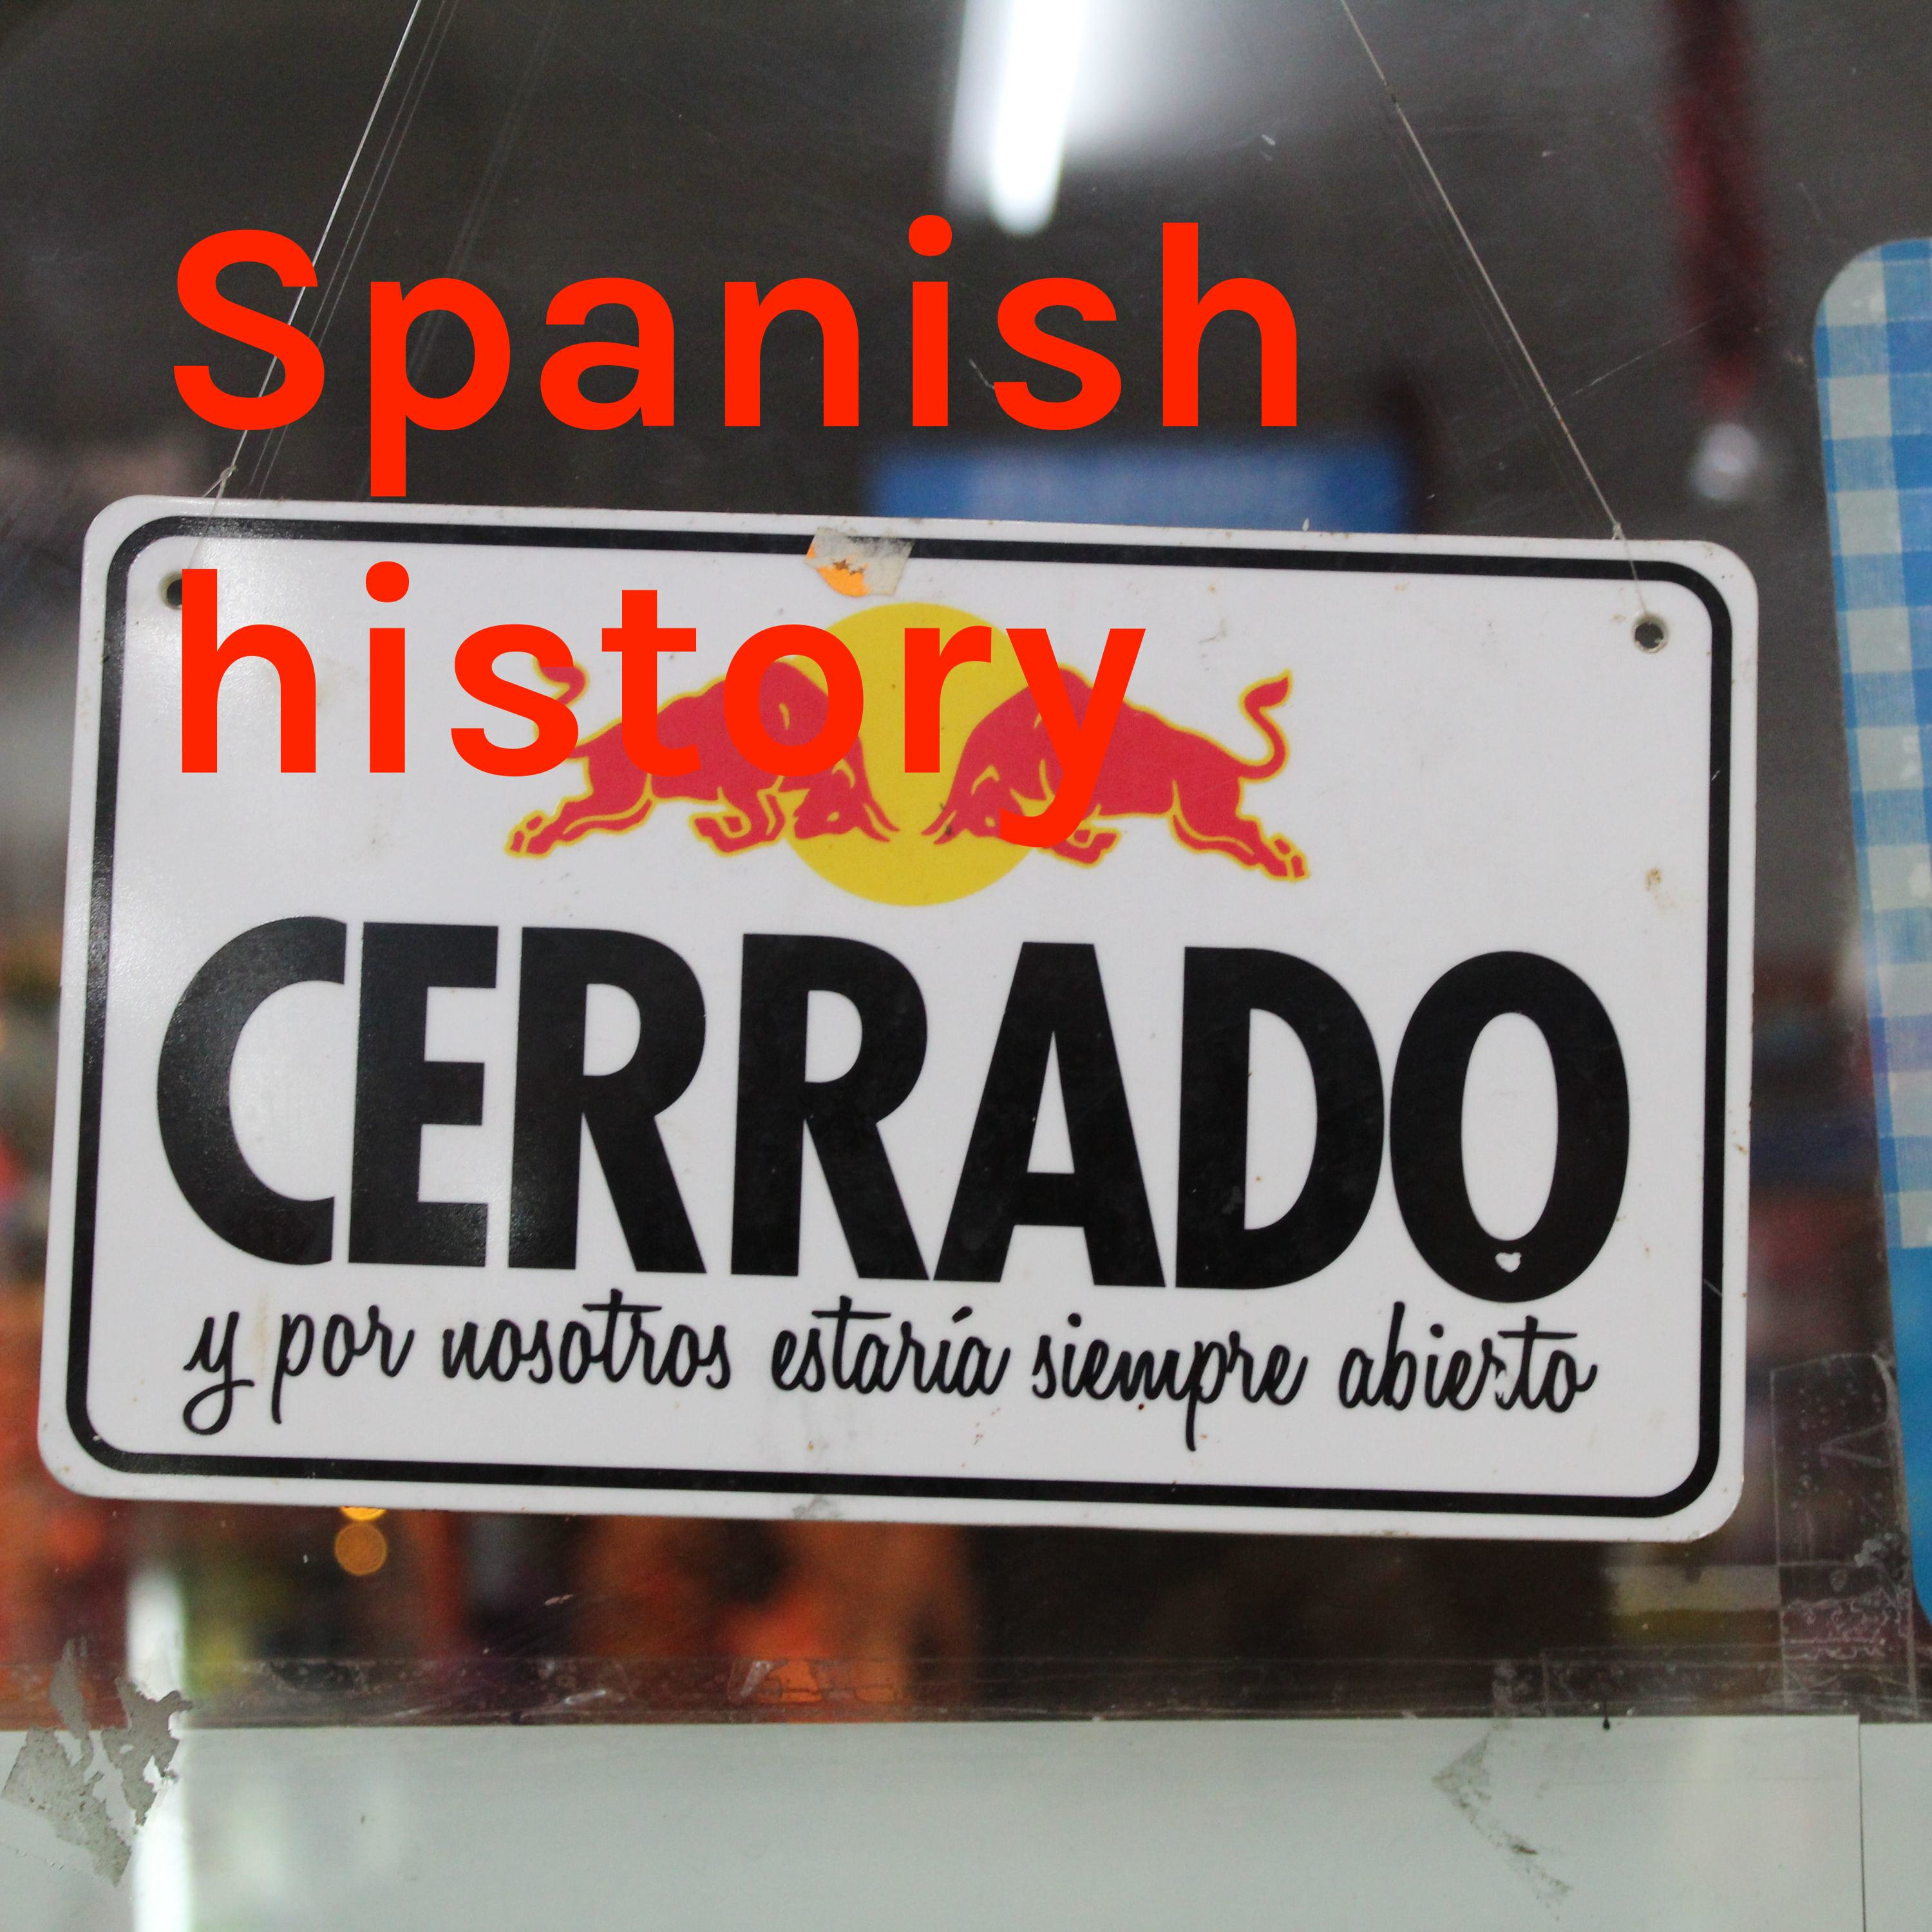 Spanish
history
CERRADO
y por nosotros estaría siempre abierto